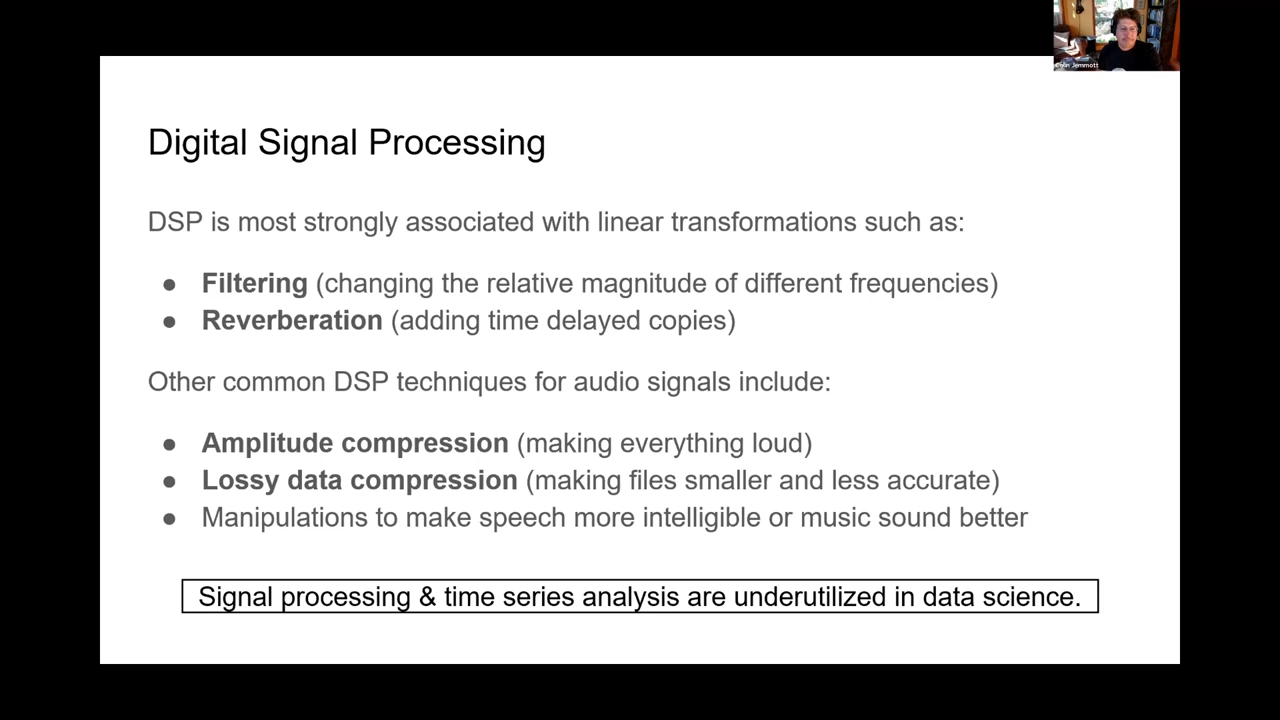 Colin Jemmott
Digital Signal Processing
DSP is most strongly associated with linear transformations such as:
● Filtering (changing the relative magnitude of different frequencies)
● Reverberation (adding time delayed copies)
Other common DSP techniques for audio signals include:
● Amplitude compression (making everything loud)
● Lossy data compression (making files smaller and less accurate)
● Manipulations to make speech more intelligible or music sound better
Signal processing & time series analysis are underutilized in data science.